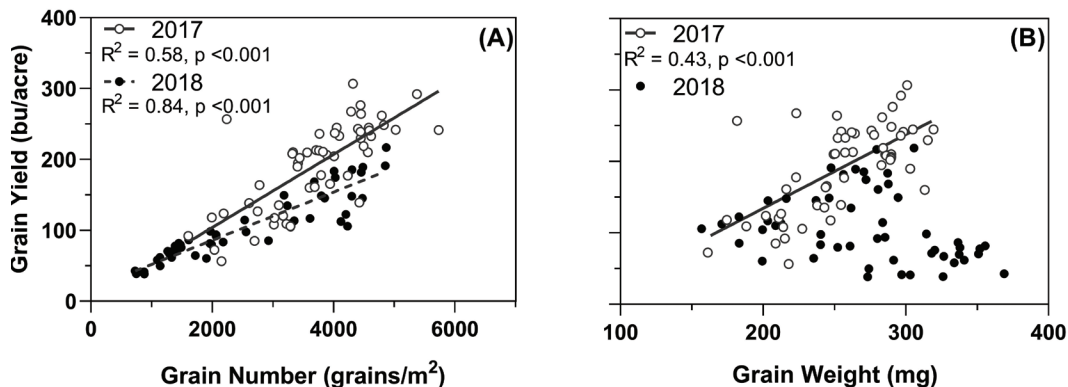 (A)
2017
R² = 0.58, p <0.001
2018
R² = 0.84, p <0.001
Grain Yield (bu/acre)
400
300
200
100
0
0 2000 4000 6000
Grain Number (grains/m²)
(B)
2017
R² = 0.43, p <0.001
2018
100 200 300 400
Grain Weight (mg)